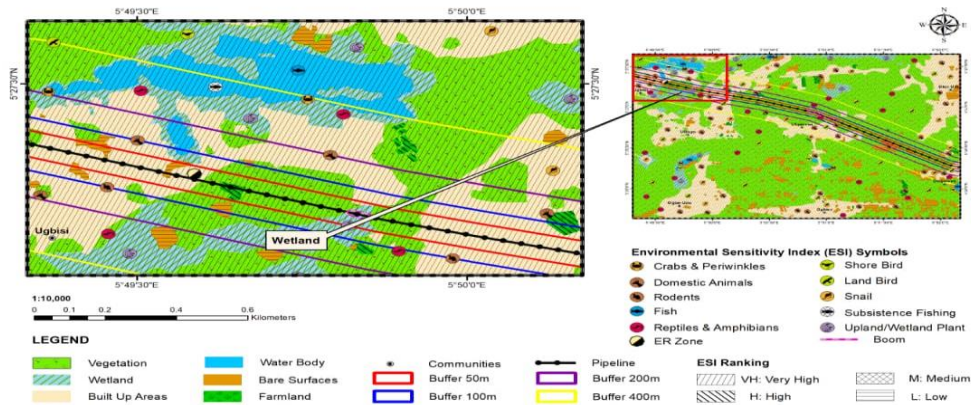 5°49'30"E 5°50'0"E
N
W E
S
5°27'30"N
5°27'30"N
Ugbisi
Wetland
5°49'30"E 5°50'0"E
1:10,000
0 0.1 0.2 0.4 0.6
Kilometers
Environmental Sensitivity Index (ESI) Symbols
Crabs & Periwinkles Shore Bird
Domestic Animals Land Bird
Rodents Snail
Fish Subsistence Fishing
Reptiles & Amphibians Upland/Wetland Plant
ER Zone Boom
LEGEND
Vegetation Water Body Communities Pipeline ESI Ranking
Wetland Bare Surfaces Buffer 50m Buffer 200m VH: Very High M: Medium
Built Up Areas Farmland Buffer 100m Buffer 400m H: High L: Low